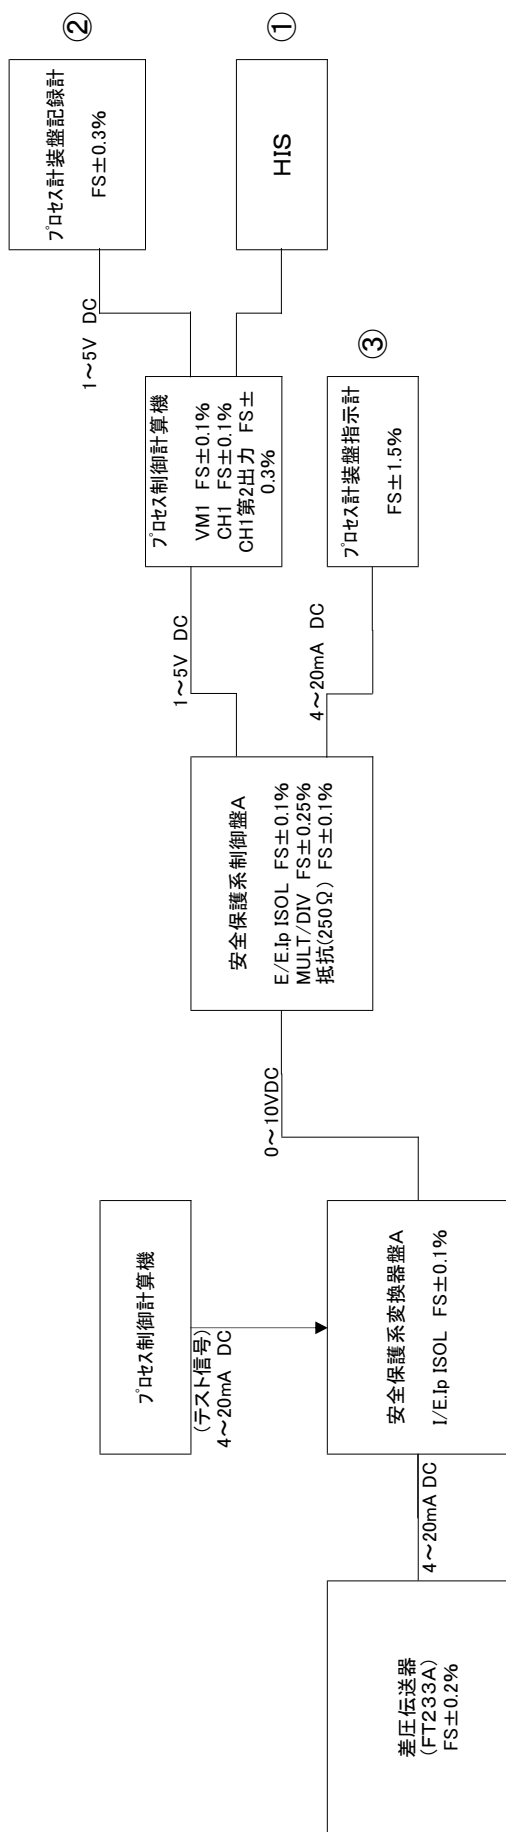 差圧伝送器
(FT233A)
FS±0.2%
4～20mA DC
プロセス制御計算機
(テスト信号)
4～20mA DC
安全保護系変換器盤A
I/E.Ip ISOL FS±0.1%
0～10VDC
安全保護系制御盤A
E/E.Ip ISOL FS±0.1%
MULT/DIV FS±0.25%
抵抗(250Ω) FS±0.1%
1～5V DC
4～20mA DC
プロセス制御計算機
VM1 FS±0.1%
CH1 FS±0.1%
CH1第2出力 FS±
0.3%
プロセス計装盤指示計
FS±1.5%
③
1～5V DC
プロセス計装盤記録計
FS±0.3%
②
HIS
①